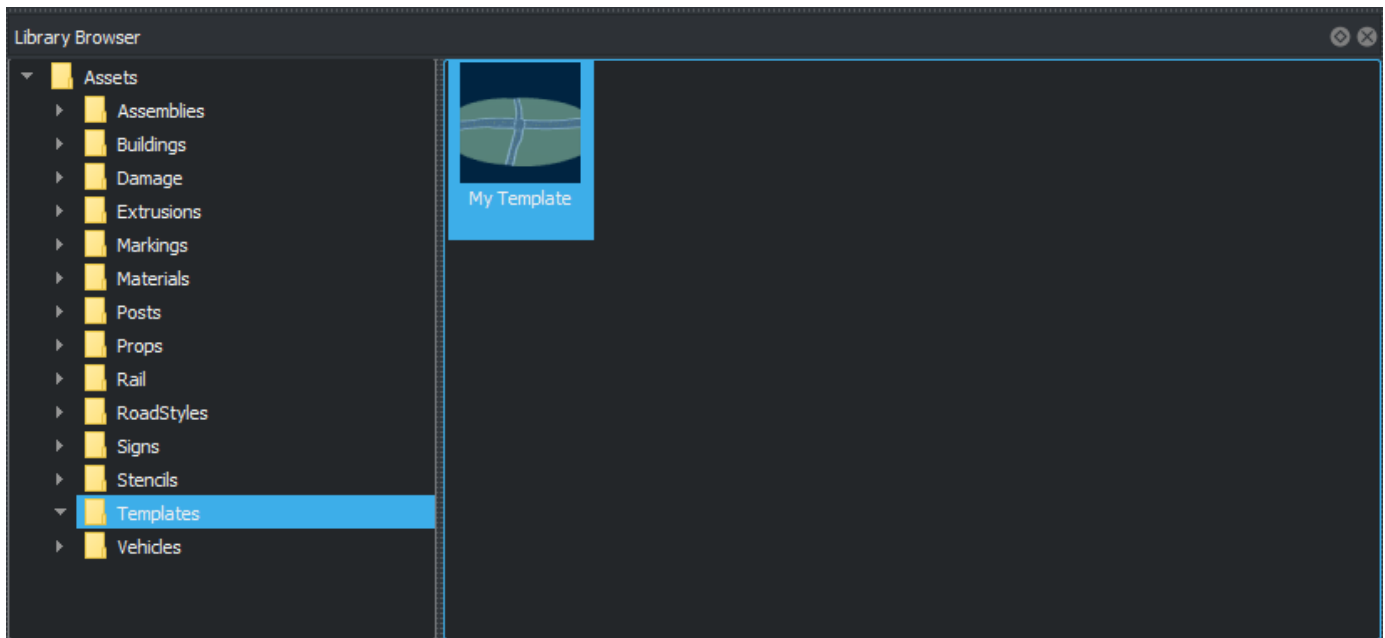 Library Browser
Assets
Assemblies
Buildings
Damage
Extrusions
Markings
Materials
Posts
Props
Rail
RoadStyles
Signs
Stencils
Templates
Vehicles
My Template